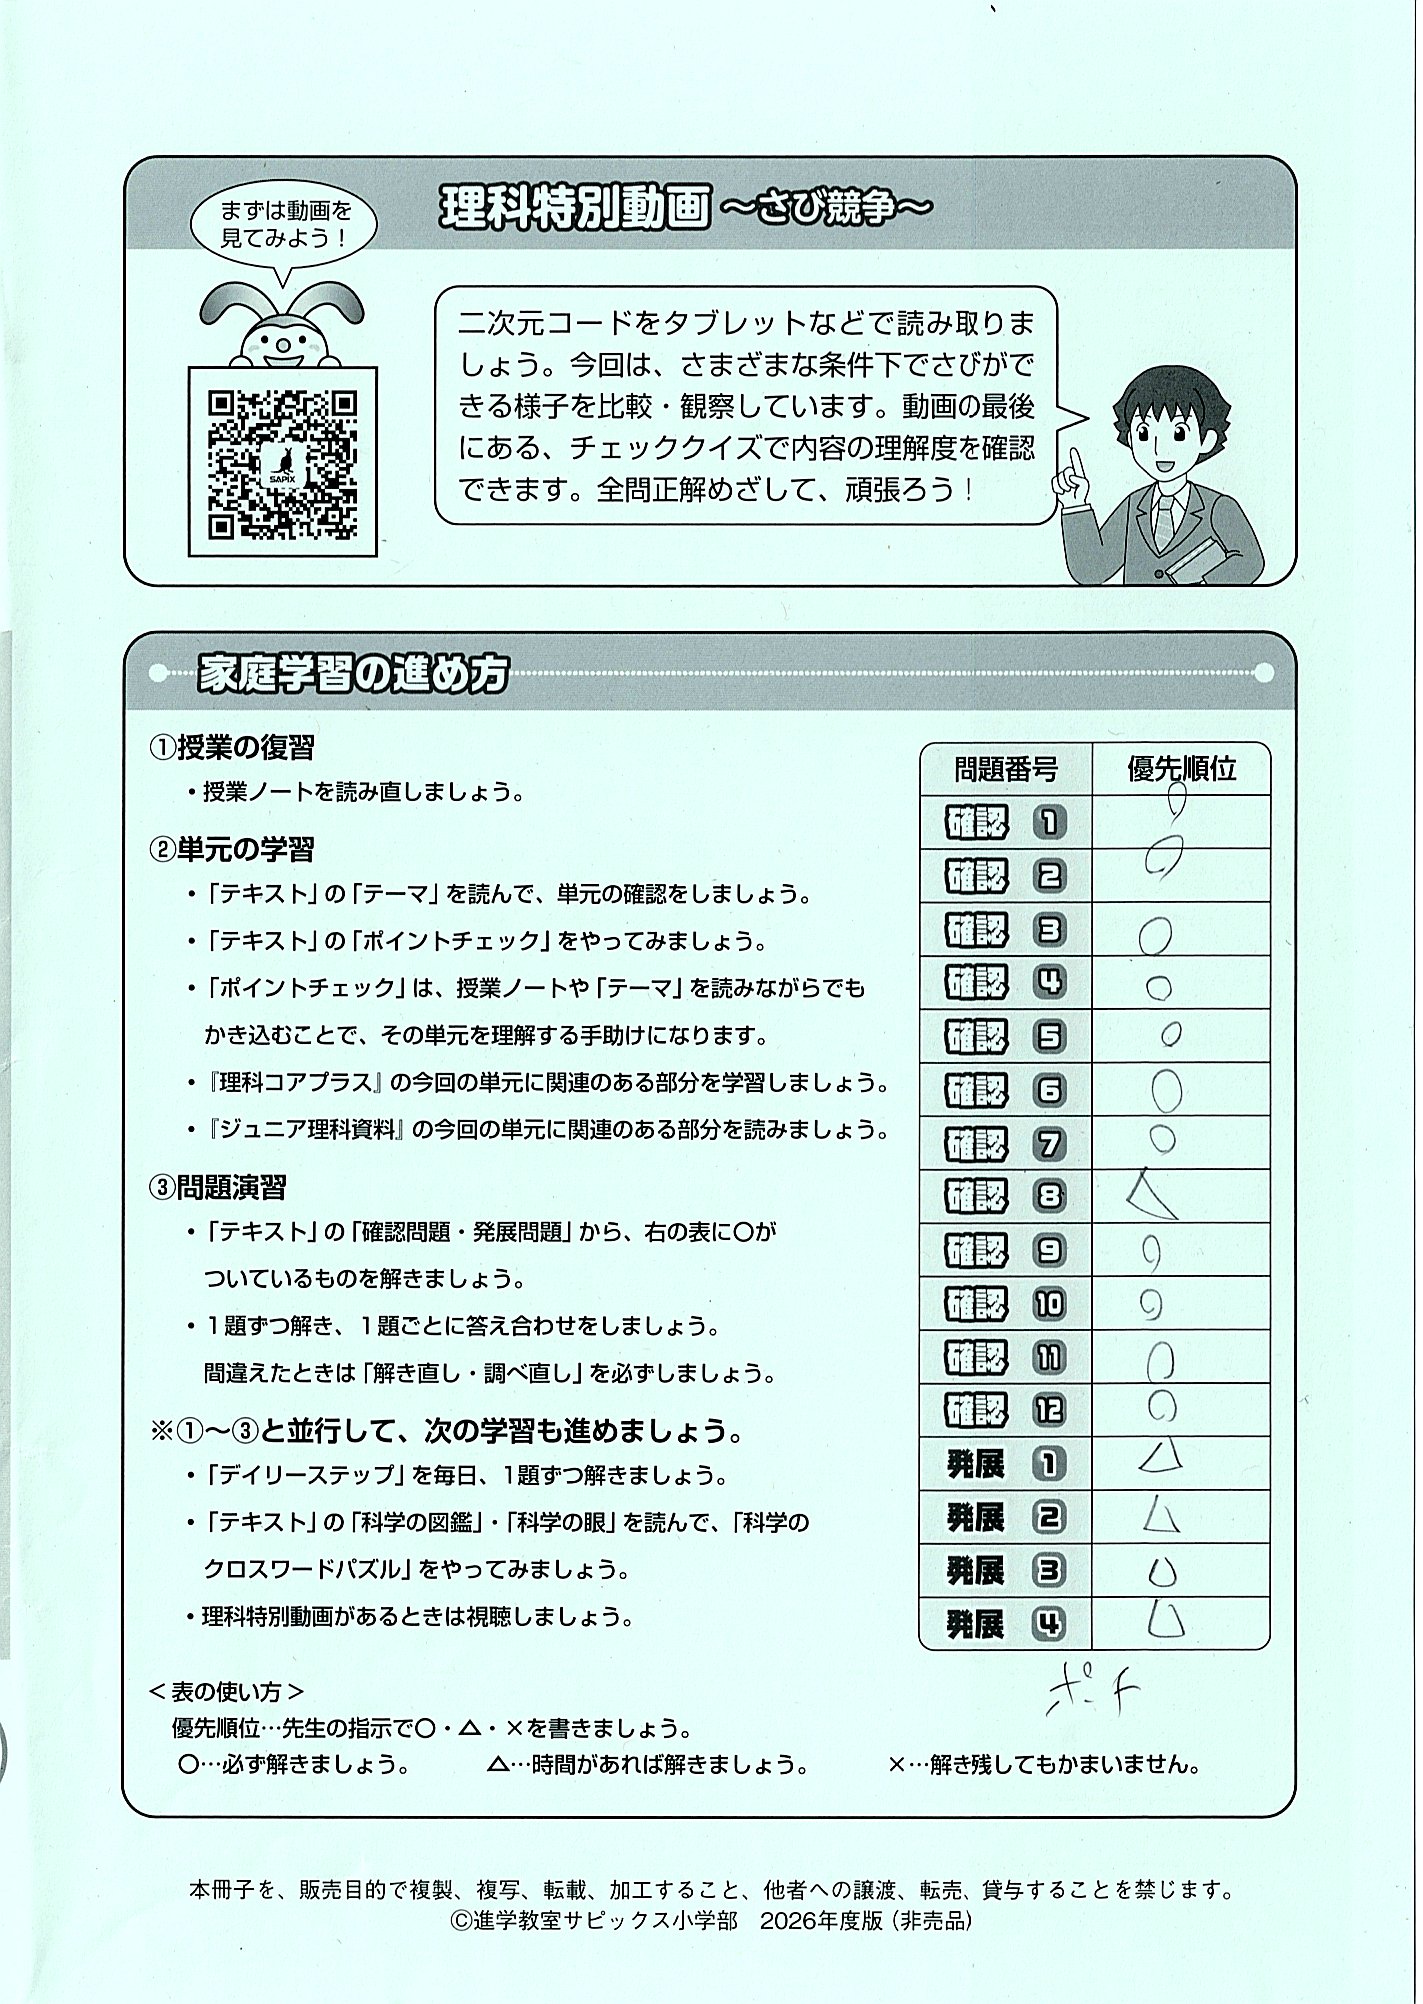 まずは動画を
見てみよう！
理科特別動画 〜さび競争〜
二次元コードをタブレットなどで読み取りま
しょう。今回は、さまざまな条件下でさびがで
きる様子を比較・観察しています。動画の最後
にある、チェッククイズで内容の理解度を確認
できます。全問正解めざして、頑張ろう！
SAPIX
家庭学習の進め方
①授業の復習
・授業ノートを読み直しましょう。
②単元の学習
・「テキスト」の「テーマ」を読んで、単元の確認をしましょう。
・「テキスト」の「ポイントチェック」をやってみましょう。
・「ポイントチェック」は、授業ノートや「テーマ」を読みながらでも
かき込むことで、その単元を理解する手助けになります。
・『理科コアプラス』の今回の単元に関連のある部分を学習しましょう。
・『ジュニア理科資料』の今回の単元に関連のある部分を読みましょう。
③問題演習
・「テキスト」の「確認問題・発展問題」から、右の表に〇が
ついているものを解きましょう。
・１題ずつ解き、１題ごとに答え合わせをしましょう。
間違えたときは「解き直し・調べ直し」を必ずしましょう。
※①〜③と並行して、次の学習も進めましょう。
・「デイリーステップ」を毎日、1題ずつ解きましょう。
・「テキスト」の「科学の図鑑」・「科学の眼」を読んで、「科学の
クロスワードパズル」をやってみましょう。
・理科特別動画があるときは視聴しましょう。
問題番号 優先順位
確認 1 〇
確認 2 〇
確認 3 〇
確認 4 〇
確認 5 〇
確認 6 〇
確認 7 〇
確認 8 △
確認 9 〇
確認 10 〇
確認 11 〇
確認 12 〇
発展 1 △
発展 2 △
発展 3 △
発展 4 △
ポチ
＜表の使い方＞
優先順位…先生の指示で〇・△・×を書きましょう。
〇…必ず解きましょう。 △…時間があれば解きましょう。 ×…解き残してもかまいません。
本冊子を、販売目的で複製、複写、転載、加工すること、他者への譲渡、転売、貸与することを禁じます。
©進学教室サピックス小学部 2026年度版（非売品）